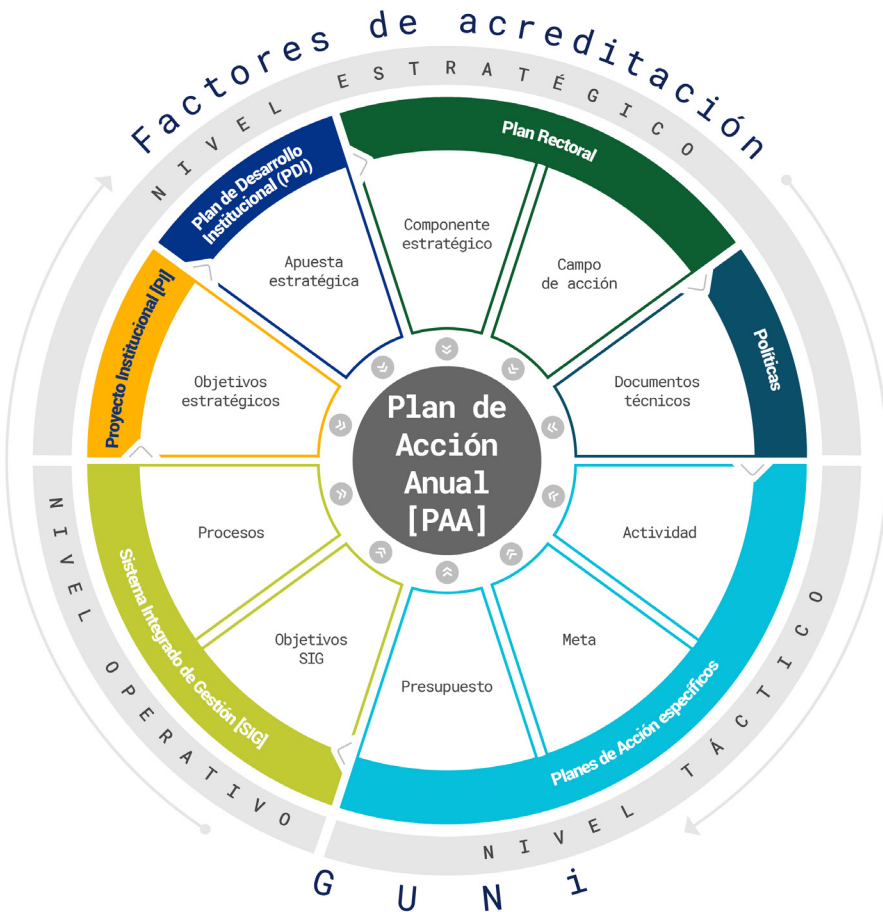 Factores de acreditación
NIVEL ESTRATÉGICO
Plan de Desarrollo
Institucional (PDI)
Apuesta
estratégica
Plan Rectoral
Componente
estratégico
Campo
de acción
Políticas
Documentos
técnicos
Proyecto Institucional [PI]
Objetivos
estratégicos
Plan de
Acción
Anual
[PAA]
Procesos
Objetivos
SIG
Sistema Integrado de Gestión [SIG]
NIVEL OPERATIVO
Actividad
Meta
Presupuesto
Planes de Acción específicos
NIVEL TÁCTICO
GUNi